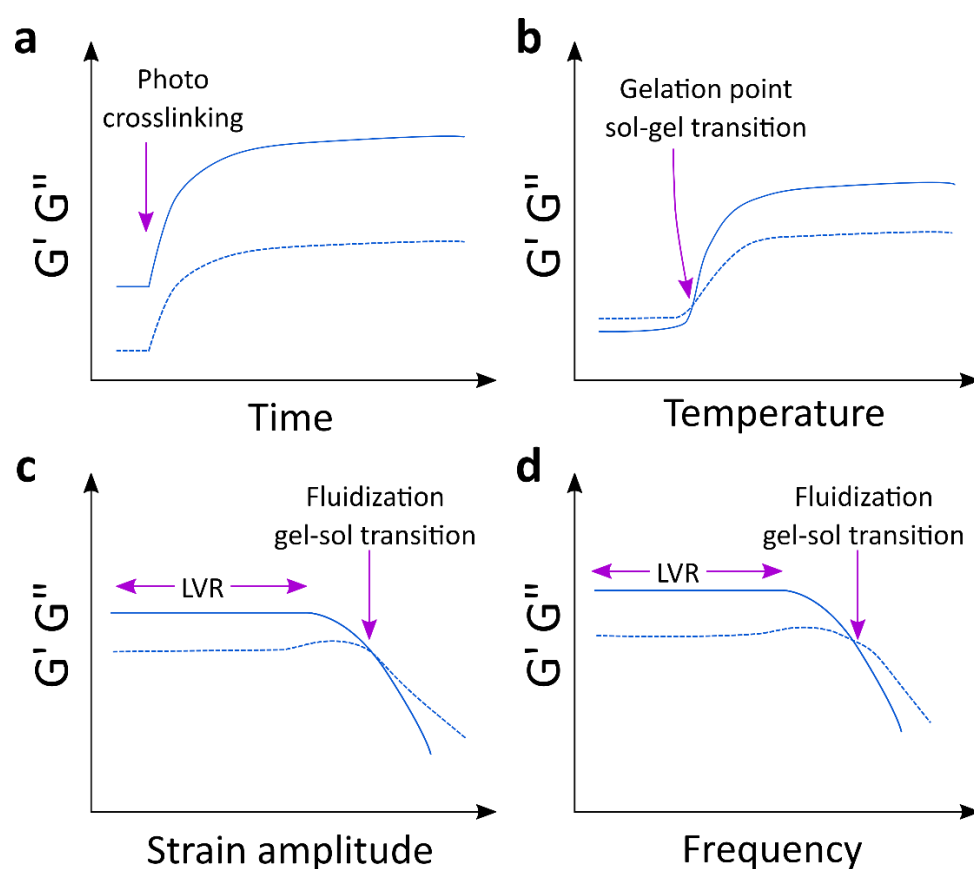 a
Photo
crosslinking
G' G"
Time
b
Gelation point
sol-gel transition
G' G"
Temperature
c
Fluidization
gel-sol transition
LVR
G' G"
Strain amplitude
d
Fluidization
gel-sol transition
LVR
G' G"
Frequency